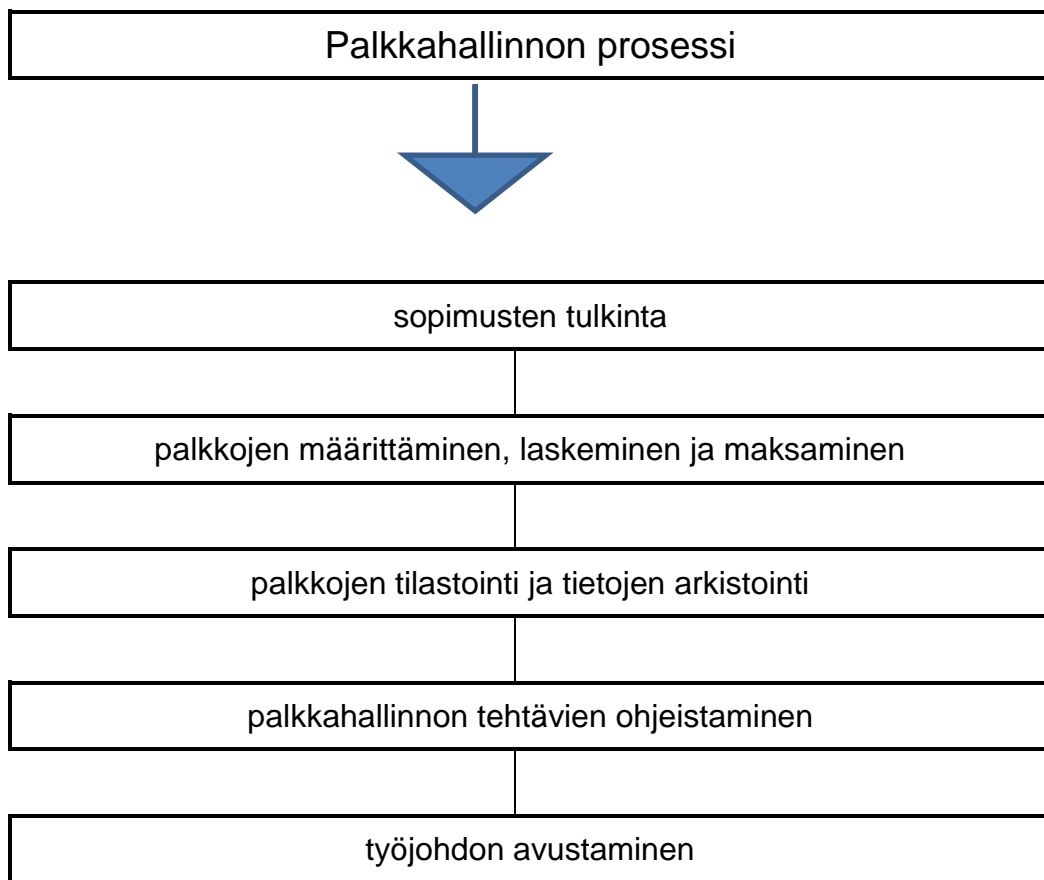 Palkkahallinnon prosessi
sopimusten tulkinta
palkkojen määrittäminen, laskeminen ja maksaminen
palkkojen tilastointi ja tietojen arkistointi
palkkahallinnon tehtävien ohjeistaminen
työjohdon avustaminen